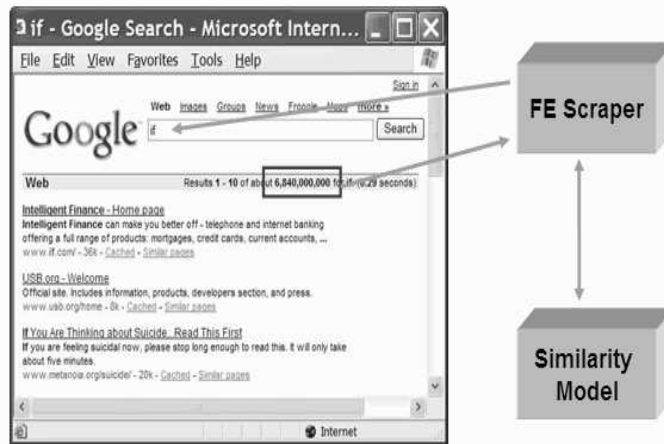 if - Google Search - Microsoft Intern...
File Edit View Favorites Tools Help
Sign in
Web Images Groups News Froogle Maps more »
Google
if
Search
Web Results 1 - 10 of about 6,840,000,000 for if. (0.29 seconds)
Intelligent Finance - Home page
Intelligent Finance can make you better off - telephone and internet banking
offering a full range of products: mortgages, credit cards, current accounts, ...
www.if.com/ - 36k - Cached - Similar pages
USB.org - Welcome
Official site. Includes information, products, developers section, and press.
www.usb.org/home - 8k - Cached - Similar pages
If You Are Thinking about Suicide...Read This First
If you are feeling suicidal now, please stop long enough to read this. It will only take
about five minutes.
www.metanoia.org/suicide/ - 20k - Cached - Similar pages
Internet
FE Scraper
Similarity
Model